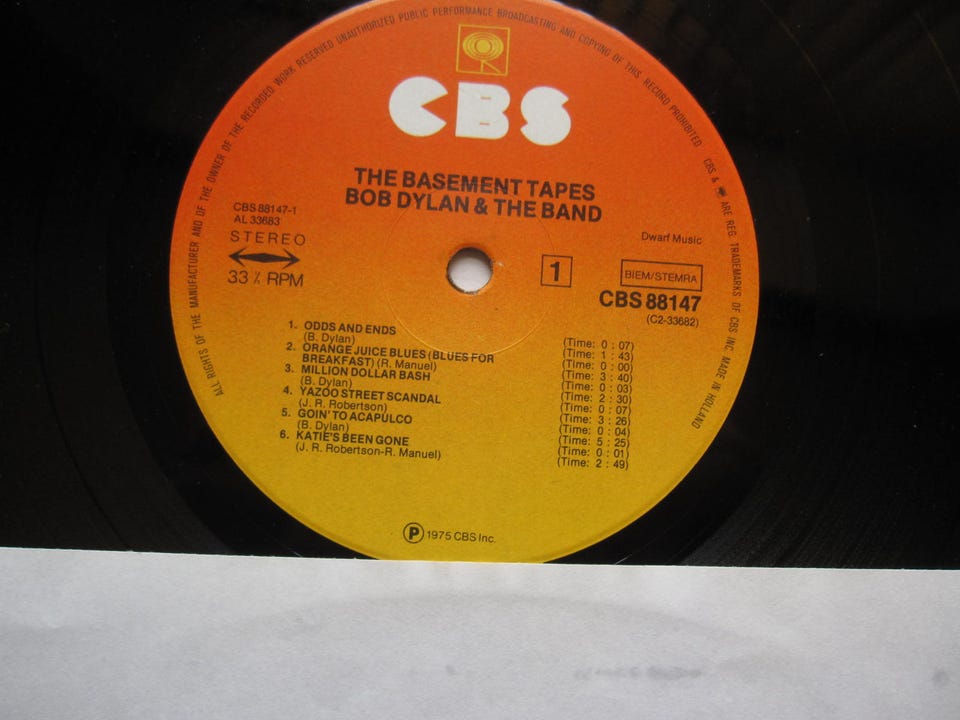 ALL RIGHTS OF THE MANUFACTURER AND OF THE OWNER OF THE RECORDED WORK RESERVED UNAUTHORIZED PUBLIC PERFORMANCE BROADCASTING AND COPYING OF THIS RECORD PROHIBITED CBS & ARE REG. TRADEMARKS OF CBS INC. MADE IN HOLLAND
CBS
THE BASEMENT TAPES
BOB DYLAN & THE BAND
CBS 88147-1
AL 33683
STEREO
33 ⅓ RPM
Dwarf Music
1
BIEM/STEMRA
CBS 88147
(C2-33682)
1. ODDS AND ENDS
(B. Dylan)
2. ORANGE JUICE BLUES (BLUES FOR
BREAKFAST) (R. Manuel)
3. MILLION DOLLAR BASH
(B. Dylan)
4. YAZOO STREET SCANDAL
(J. R. Robertson)
5. GOIN' TO ACAPULCO
(B. Dylan)
6. KATIE'S BEEN GONE
(J. R. Robertson-R. Manuel)
(Time: 0 : 07)
(Time: 1 : 43)
(Time: 0 : 00)
(Time: 3 : 40)
(Time: 0 : 03)
(Time: 2 : 30)
(Time: 0 : 07)
(Time: 3 : 26)
(Time: 0 : 04)
(Time: 5 : 25)
(Time: 0 : 01)
(Time: 2 : 49)
Ⓟ 1975 CBS Inc.